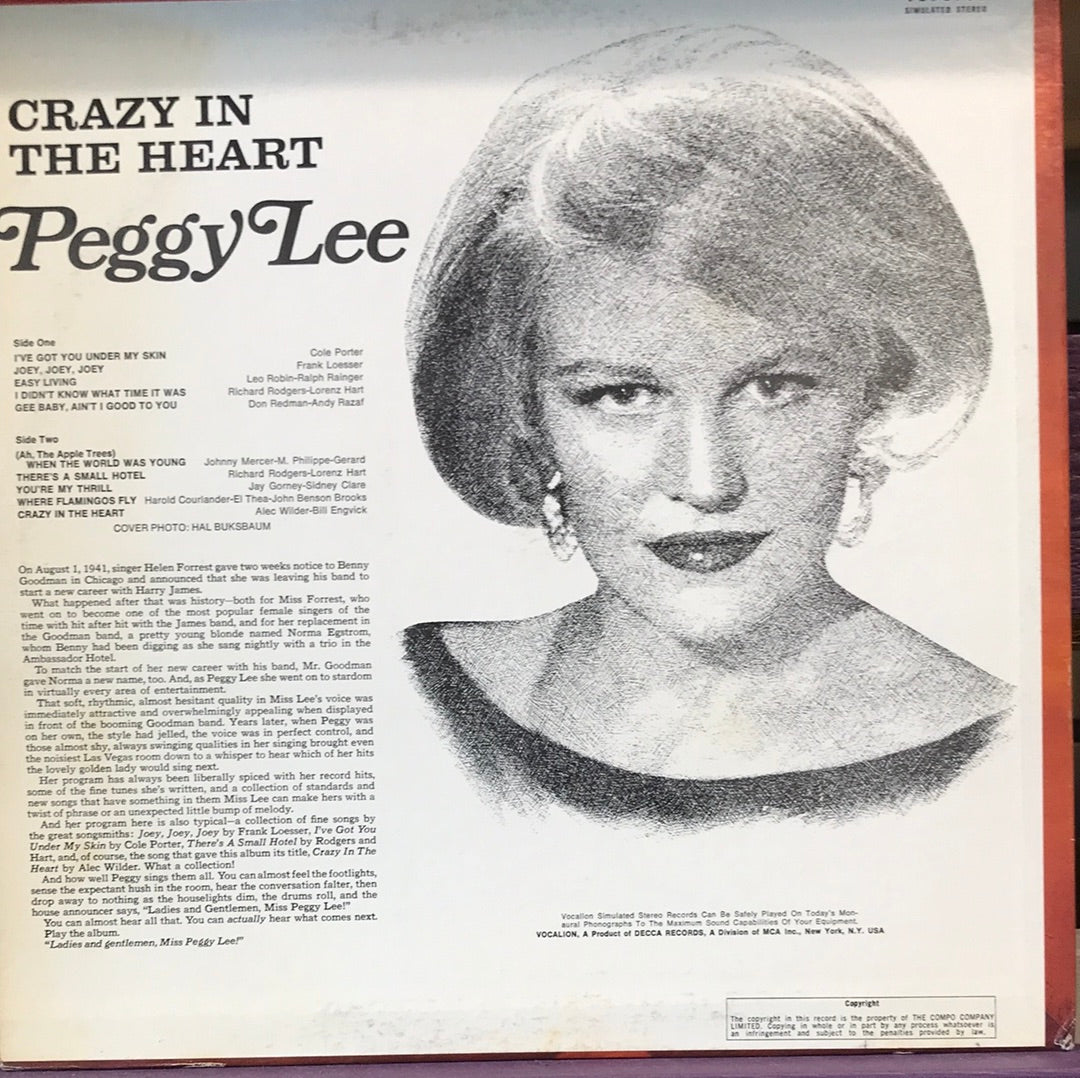 SIMULATED STEREO
CRAZY IN
THE HEART
Peggy Lee
Side One
I'VE GOT YOU UNDER MY SKIN Cole Porter
JOEY, JOEY, JOEY Frank Loesser
EASY LIVING Leo Robin-Ralph Rainger
I DIDN'T KNOW WHAT TIME IT WAS Richard Rodgers-Lorenz Hart
GEE BABY, AIN'T I GOOD TO YOU Don Redman-Andy Razaf
Side Two
(Ah, The Apple Trees)
WHEN THE WORLD WAS YOUNG Johnny Mercer-M. Philippe-Gerard
THERE'S A SMALL HOTEL Richard Rodgers-Lorenz Hart
YOU'RE MY THRILL Jay Gorney-Sidney Clare
WHERE FLAMINGOS FLY Harold Courlander-El Thea-John Benson Brooks
CRAZY IN THE HEART Alec Wilder-Bill Engvick
COVER PHOTO: HAL BUKSBAUM
On August 1, 1941, singer Helen Forrest gave two weeks notice to Benny
Goodman in Chicago and announced that she was leaving his band to
start a new career with Harry James.
What happened after that was history—both for Miss Forrest, who
went on to become one of the most popular female singers of the
time with hit after hit with the James band, and for her replacement in
the Goodman band, a pretty young blonde named Norma Egstrom,
whom Benny had been digging as she sang nightly with a trio in the
Ambassador Hotel.
To match the start of her new career with his band, Mr. Goodman
gave Norma a new name, too. And, as Peggy Lee she went on to stardom
in virtually every area of entertainment.
That soft, rhythmic, almost hesitant quality in Miss Lee's voice was
immediately attractive and overwhelmingly appealing when displayed
in front of the booming Goodman band. Years later, when Peggy was
on her own, the style had jelled, the voice was in perfect control, and
those almost shy, always swinging qualities in her singing brought even
the noisiest Las Vegas room down to a whisper to hear which of her hits
the lovely golden lady would sing next.
Her program has always been liberally spiced with her record hits,
some of the fine tunes she's written, and a collection of standards and
new songs that have something in them Miss Lee can make hers with a
twist of phrase or an unexpected little bump of melody.
And her program here is also typical—a collection of fine songs by
the great songsmiths: Joey, Joey, Joey by Frank Loesser, I've Got You
Under My Skin by Cole Porter, There's A Small Hotel by Rodgers and
Hart, and, of course, the song that gave this album its title, Crazy In The
Heart by Alec Wilder. What a collection!
And how well Peggy sings them all. You can almost feel the footlights,
sense the expectant hush in the room, hear the conversation falter, then
drop away to nothing as the houselights dim, the drums roll, and the
house announcer says, "Ladies and Gentlemen, Miss Peggy Lee!"
You can almost hear all that. You can actually hear what comes next.
Play the album.
"Ladies and gentlemen, Miss Peggy Lee!"
Vocalion Simulated Stereo Records Can Be Safely Played On Today's Mon-
aural Phonographs To The Maximum Sound Capabilities Of Your Equipment.
VOCALION, A Product of DECCA RECORDS, A Division of MCA Inc., New York, N.Y. USA
Copyright
The copyright in this record is the property of THE COMPO COMPANY
LIMITED. Copying in whole or in part by any process whatsoever is
an infringement and subject to the penalties provided by law.